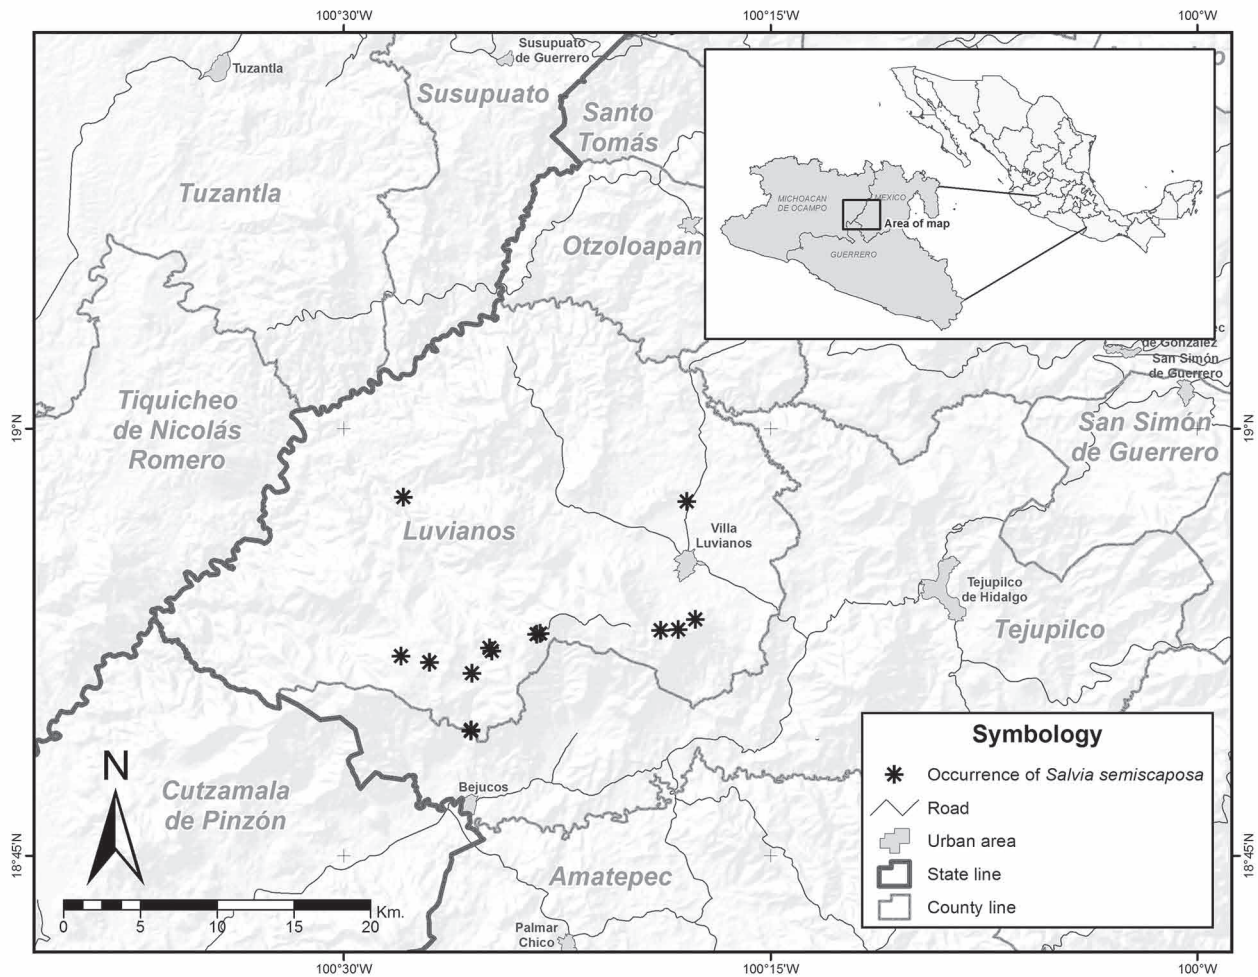 100°30'W
100°15'W
100°W
Susupuato
de Guerrero
Tuzantla
Susupuato
Santo
Tomás
Tuzantla
MICHOACAN
DE OCAMPO
MEXICO
Area of map
GUERRERO
Otzoloapan
de González
San Simón
de Guerrero
Tiquicheo
de Nicolás
Romero
19°N
19°N
San Simón
de Guerrero
Luvianos
Villa
Luvianos
Tejupilco
de Hidalgo
Tejupilco
Symbology
Occurrence of Salvia semiscaposa
Road
Urban area
State line
County line
N
Cutzamala
de Pinzón
Bejucos
18°45'N
18°45'N
Amatepec
Km.
0 5 10 15 20
Palmar
Chico
100°30'W
100°15'W
100°W